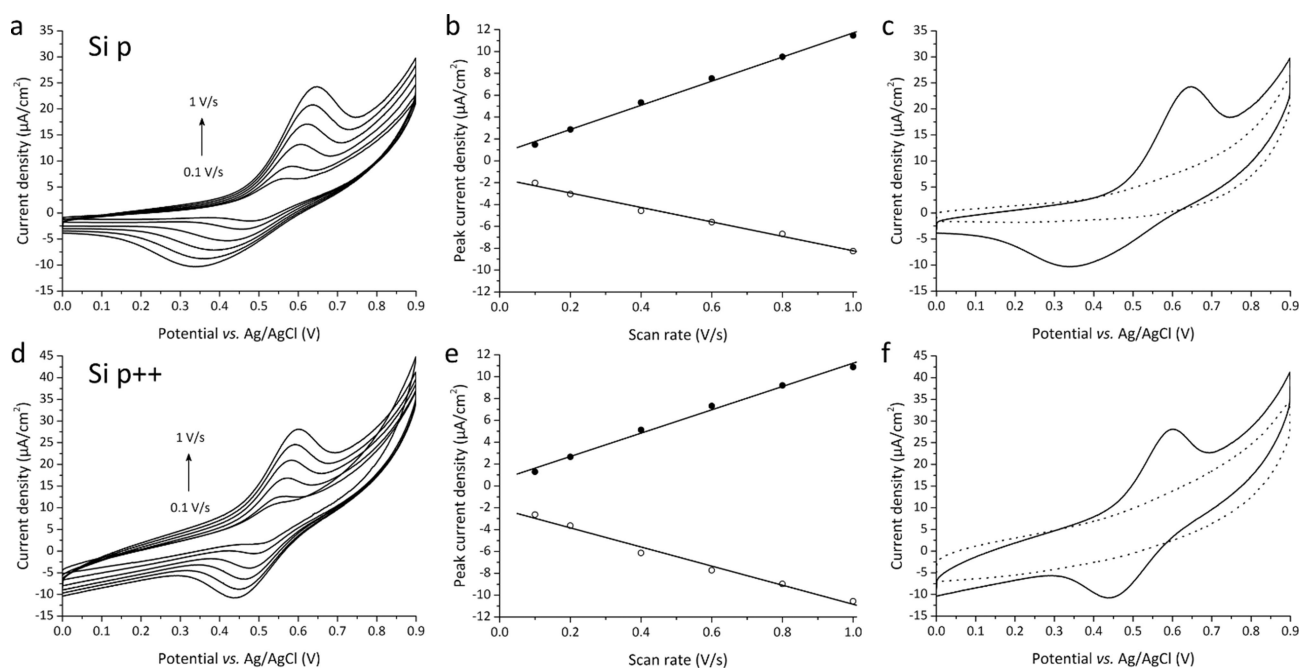 a
Si p
Current density (µA/cm²)
35
30
25
20
15
10
5
0
-5
-10
-15
1 V/s
0.1 V/s
0.0 0.1 0.2 0.3 0.4 0.5 0.6 0.7 0.8 0.9
Potential vs. Ag/AgCl (V)
b
Peak current density (µA/cm²)
12
10
8
6
4
2
0
-2
-4
-6
-8
-10
-12
0.0 0.2 0.4 0.6 0.8 1.0
Scan rate (V/s)
c
Current density (µA/cm²)
35
30
25
20
15
10
5
0
-5
-10
-15
0.0 0.1 0.2 0.3 0.4 0.5 0.6 0.7 0.8 0.9
Potential vs. Ag/AgCl (V)
d
Si p++
Current density (µA/cm²)
45
40
35
30
25
20
15
10
5
0
-5
-10
-15
1 V/s
0.1 V/s
0.0 0.1 0.2 0.3 0.4 0.5 0.6 0.7 0.8 0.9
Potential vs. Ag/AgCl (V)
e
Peak current density (µA/cm²)
12
10
8
6
4
2
0
-2
-4
-6
-8
-10
-12
0.0 0.2 0.4 0.6 0.8 1.0
Scan rate (V/s)
f
Current density (µA/cm²)
45
40
35
30
25
20
15
10
5
0
-5
-10
-15
0.0 0.1 0.2 0.3 0.4 0.5 0.6 0.7 0.8 0.9
Potential vs. Ag/AgCl (V)